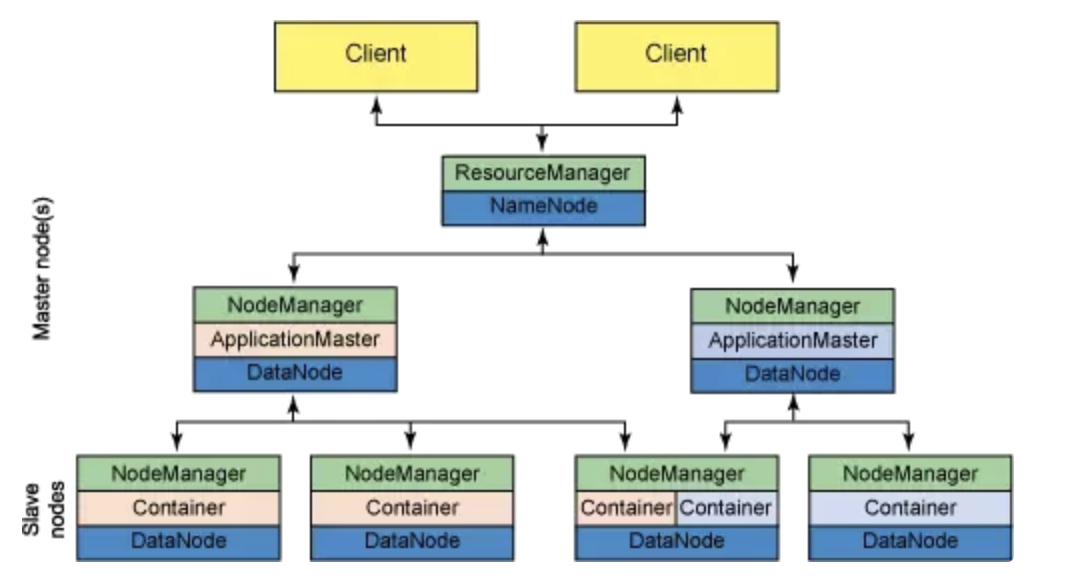 Client
Client
Master node(s)
ResourceManager
NameNode
NodeManager
ApplicationMaster
DataNode
NodeManager
ApplicationMaster
DataNode
Slave
nodes
NodeManager
Container
DataNode
NodeManager
Container
DataNode
NodeManager
Container Container
DataNode
NodeManager
Container
DataNode